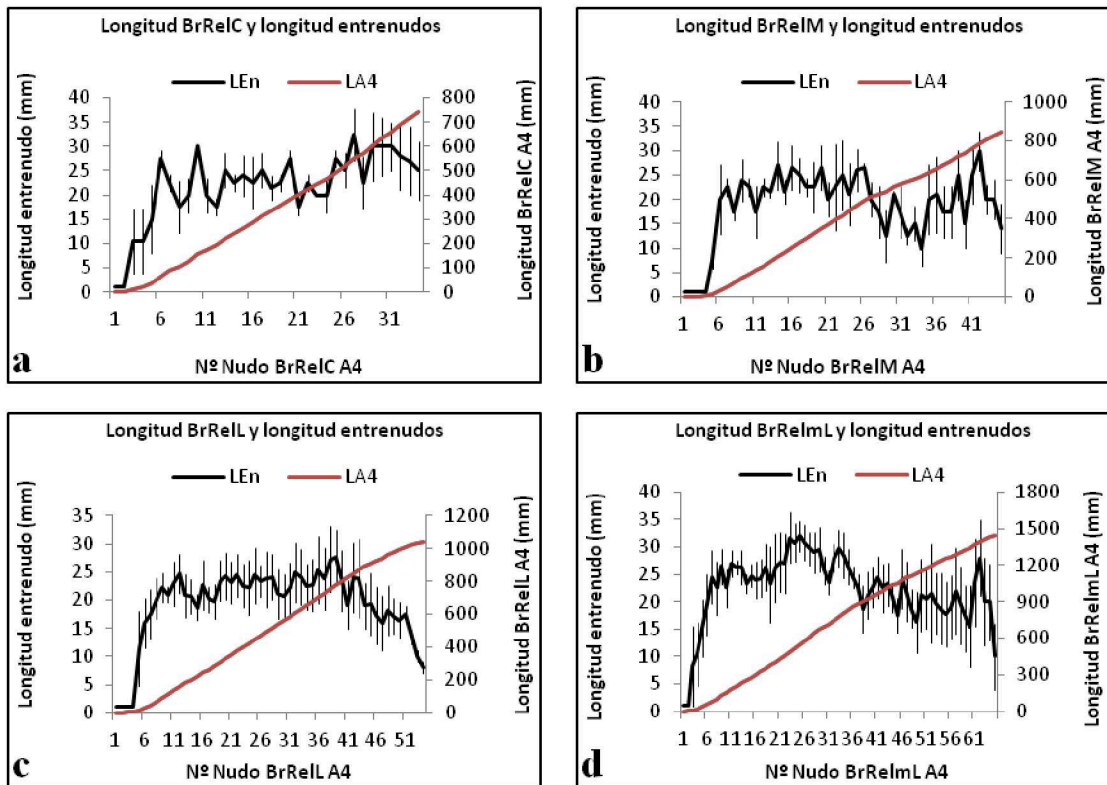 Longitud BrRelC y longitud entrenudos
LEn LA4
Longitud entrenudo (mm)
40
35
30
25
20
15
10
5
0
800
700
600
500
400
300
200
100
0
Longitud BrRelC A4 (mm)
1 6 11 16 21 26 31
Nº Nudo BrRelC A4
a
Longitud BrRelM y longitud entrenudos
LEn LA4
Longitud entrenudo (mm)
40
35
30
25
20
15
10
5
0
1000
800
600
400
200
0
Longitud BrRelM A4 (mm)
1 6 11 16 21 26 31 36 41
Nº Nudo BrRelM A4
b
Longitud BrRelL y longitud entrenudos
LEn LA4
Longitud entrenudo (mm)
35
30
25
20
15
10
5
0
1200
1000
800
600
400
200
0
Longitud BrRelL A4 (mm)
1 6 11 16 21 26 31 36 41 46 51
Nº Nudo BrRelL A4
c
Longitud BrRelmL y longitud entrenudos
LEn LA4
Longitud entrenudo (mm)
40
35
30
25
20
15
10
5
0
1800
1500
1200
900
600
300
0
Longitud BrRelmL A4 (mm)
1 6 11 16 21 26 31 36 41 46 51 56 61
Nº Nudo BrRelmL A4
d